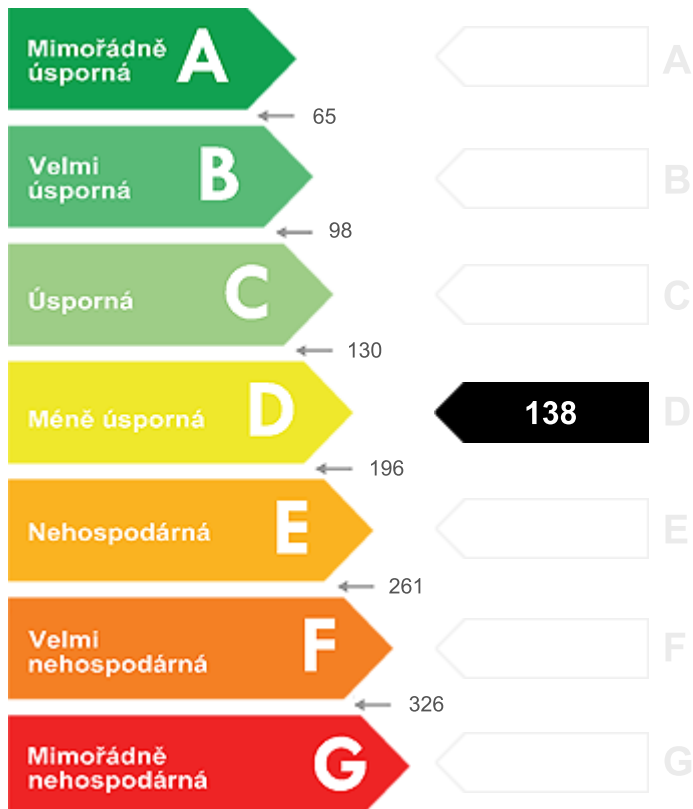 Mimořádně
úsporná A
A
65
Velmi
úsporná B
B
98
Úsporná C
C
130
Méně úsporná D
138 D
196
Nehospodárná E
E
261
Velmi
nehospodárná F
F
326
Mimořádně
nehospodárná G
G